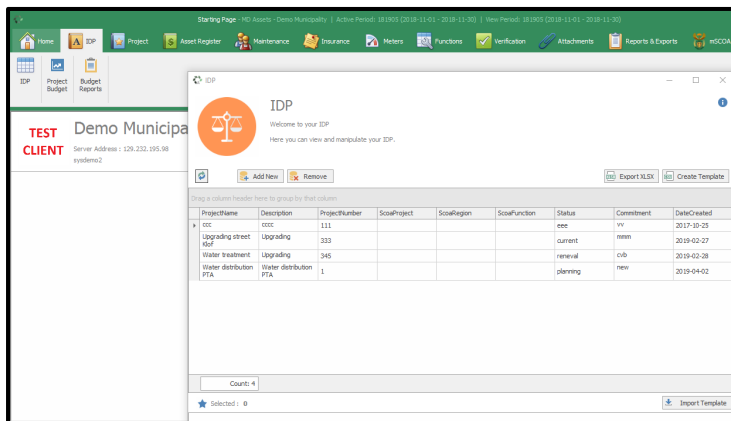 Starting Page - MD Assets - Demo Municipality | Active Period: 181905 (2018-11-01 - 2018-11-30) | View Period: 181905 (2018-11-01 - 2018-11-30)
Home IDP Project Asset Register Maintenance Insurance Meters Functions Verification Attachments Reports & Exports mSCOA
IDP Project Budget Budget Reports
TEST CLIENT
Demo Municipa
Server Address : 129.232.195.98
sysdemo2
IDP
IDP
Welcome to your IDP
Here you can view and manipulate your IDP.
Add New Remove Export XLSX Create Template
Drag a column header here to group by that column
ProjectName Description ProjectNumber ScoaProject ScoaRegion ScoaFunction Status Commitment DateCreated
ccc cccc 111 eee vv 2017-10-25
Upgrading street Klof Upgrading 333 current mmm 2019-02-27
Water treatment Upgrading 345 reneval cvb 2019-02-28
Water distribution PTA Water distribution PTA 1 planning new 2019-04-02
Count: 4
Selected : 0
Import Template